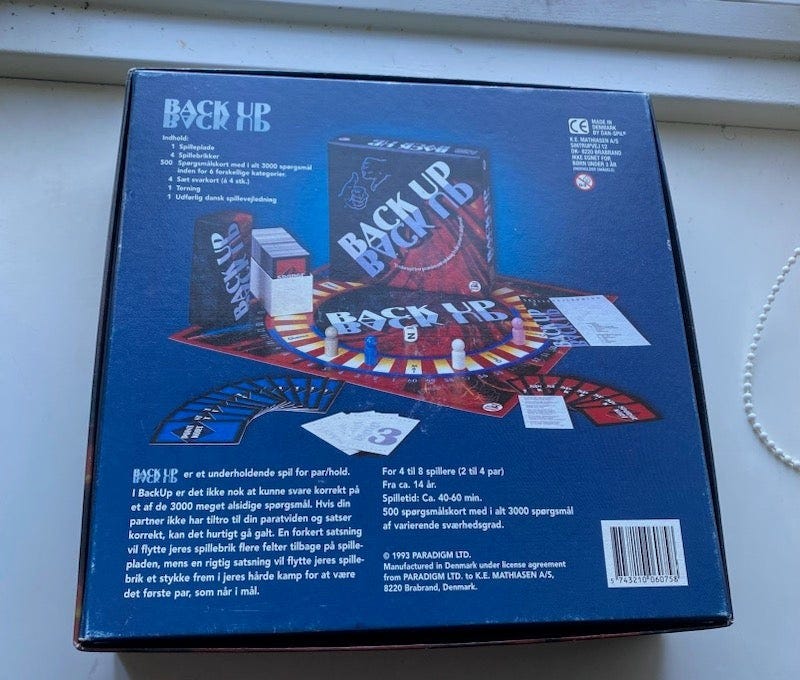 BACK UP
BACK UP
Indhold:
1 Spilleplade
4 Spillebrikker
500 Spørgsmålskort med i alt 3000 spørgsmål
inden for 6 forskellige kategorier.
4 Sæt svarkort (à 4 stk.)
1 Terning
1 Udførlig dansk spillevejledning
CE MADE IN
DENMARK
BY DAN-SPIL®
K.E. MATHIASEN A/S
SINTRUPVEJ 12
DK- 8220 BRABRAND
IKKE EGNET FOR
BØRN UNDER 3 ÅR
BACK UP
BACK UP
BACK UP
BACK UP
BACK UP
BACK UP
3
BACK UP er et underholdende spil for par/hold.
I BackUp er det ikke nok at kunne svare korrekt på
et af de 3000 meget alsidige spørgsmål. Hvis din
partner ikke har tiltro til din paratviden og satser
korrekt, kan det hurtigt gå galt. En forkert satsning
vil flytte jeres spillebrik flere felter tilbage på spille-
pladen, mens en rigtig satsning vil flytte jeres spille-
brik et stykke frem i jeres hårde kamp for at være
det første par, som når i mål.
For 4 til 8 spillere (2 til 4 par)
Fra ca. 14 år.
Spilletid: Ca. 40-60 min.
500 spørgsmålskort med i alt 3000 spørgsmål
af varierende sværhedsgrad.
© 1993 PARADIGM LTD.
Manufactured in Denmark under license agreement
from PARADIGM LTD. to K.E. MATHIASEN A/S,
8220 Brabrand, Denmark.
5 743210 060758